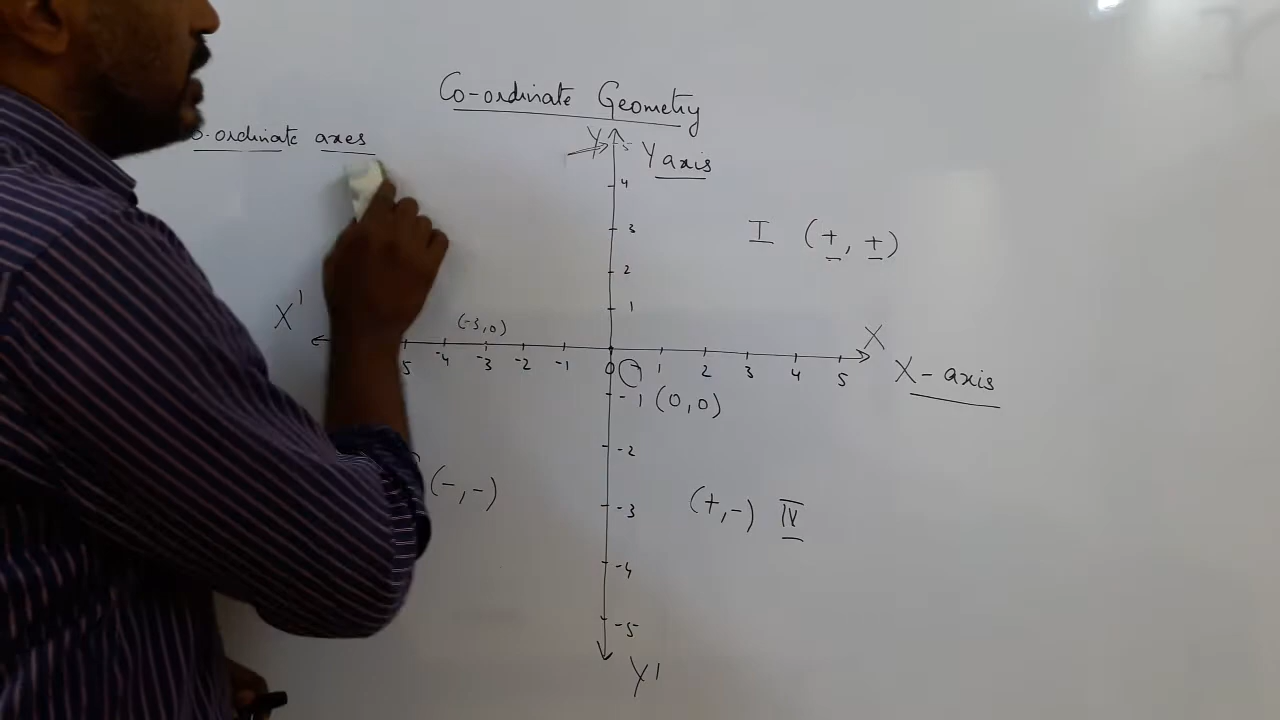 Co-ordinate Geometry
o-ordinate axes
Y
5
Y axis
4
3
I (+, +)
2
1
X'
(-3,0)
X
5 -4 -3 -2 -1 0 1 2 3 4 5
X - axis
-1 (0,0)
-2
(-,-)
-3
(+,-) IV
-4
-5
Y'